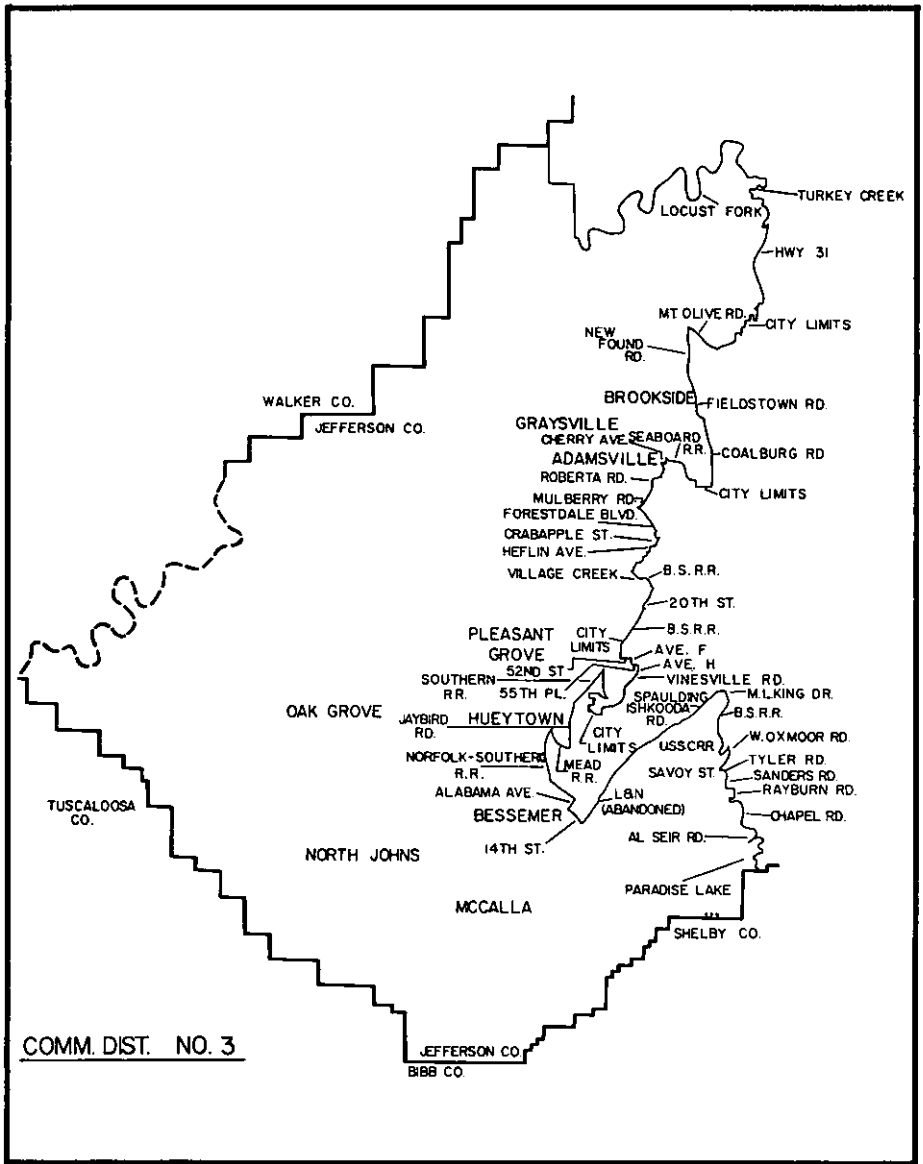 TURKEY CREEK
LOCUST FORK
HWY 31
MT OLIVE RD.
CITY LIMITS
NEW
FOUND
RD.
BROOKSIDE
FIELDSTOWN RD.
WALKER CO.
JEFFERSON CO.
GRAYSVILLE
CHERRY AVE.
SEABOARD
R.R.
ADAMSVILLE
COALBURG RD
ROBERTA RD.
CITY LIMITS
MULBERRY RD
FORESTDALE BLVD.
CRABAPPLE ST.
HEFLIN AVE.
VILLAGE CREEK
B.S.R.R.
20TH ST.
PLEASANT
GROVE
CITY
LIMITS
B.S.R.R.
AVE. F
52ND ST
AVE. H
SOUTHERN
R.R.
55TH PL.
VINESVILLE RD.
SPAULDING
ISHKOODA
RD.
M.L.KING DR.
OAK GROVE
JAYBIRD
RD.
HUEYTOWN
B.S.R.R.
CITY
LIMITS
USSCRR
W.OXMOOR RD.
NORFOLK-SOUTHERN
R.R.
MEAD
R.R.
SAVOY ST.
TYLER RD.
SANDERS RD.
RAYBURN RD.
TUSCALOOSA
CO.
ALABAMA AVE.
L&N
(ABANDONED)
BESSEMER
CHAPEL RD.
14TH ST.
AL SEIR RD.
NORTH JOHNS
PARADISE LAKE
MCCALLA
SHELBY CO.
COMM. DIST. NO. 3
JEFFERSON CO.
BIBB CO.